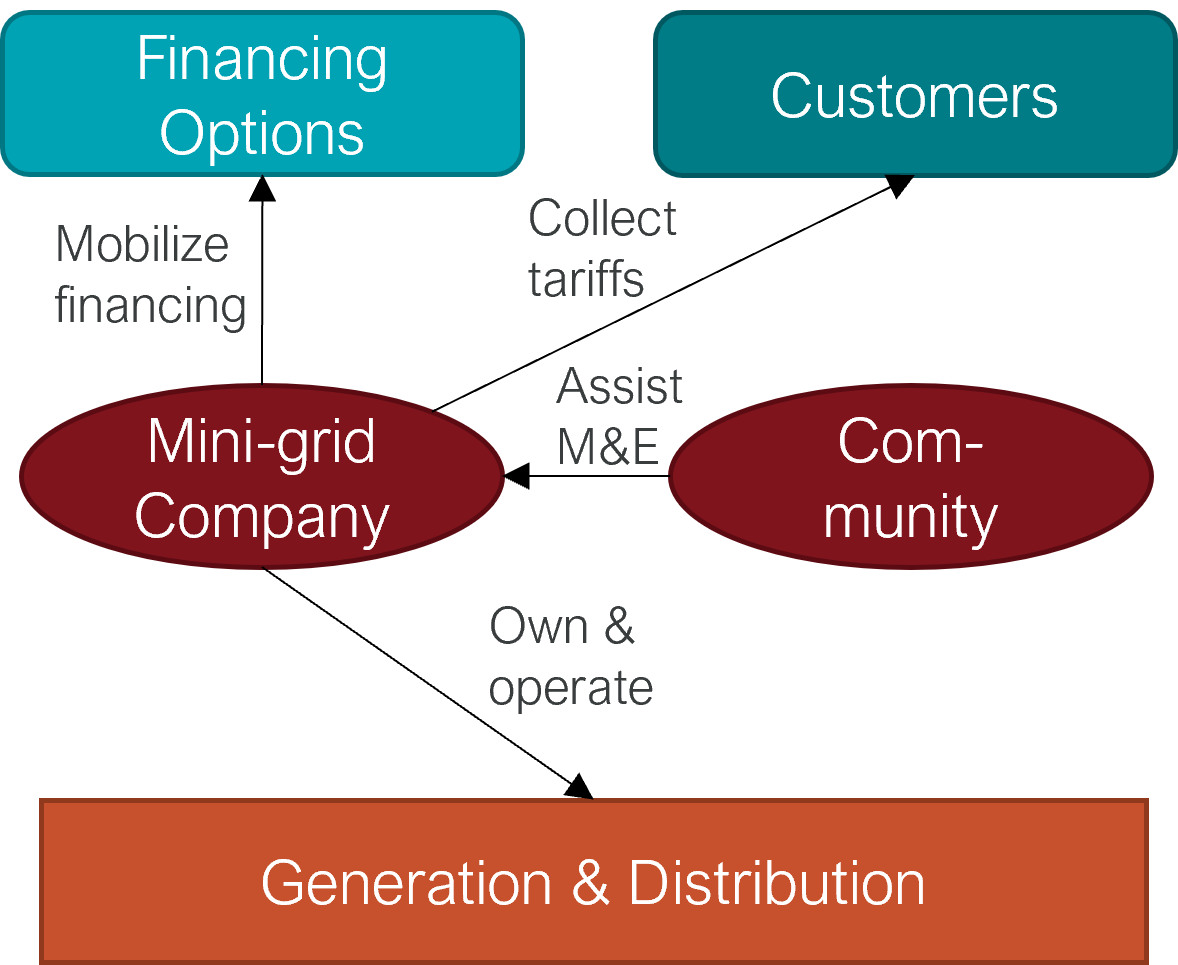 Financing
Options
Customers
Mobilize
financing
Collect
tariffs
Assist
M&E
Mini-grid
Company
Com-
munity
Own &
operate
Generation & Distribution